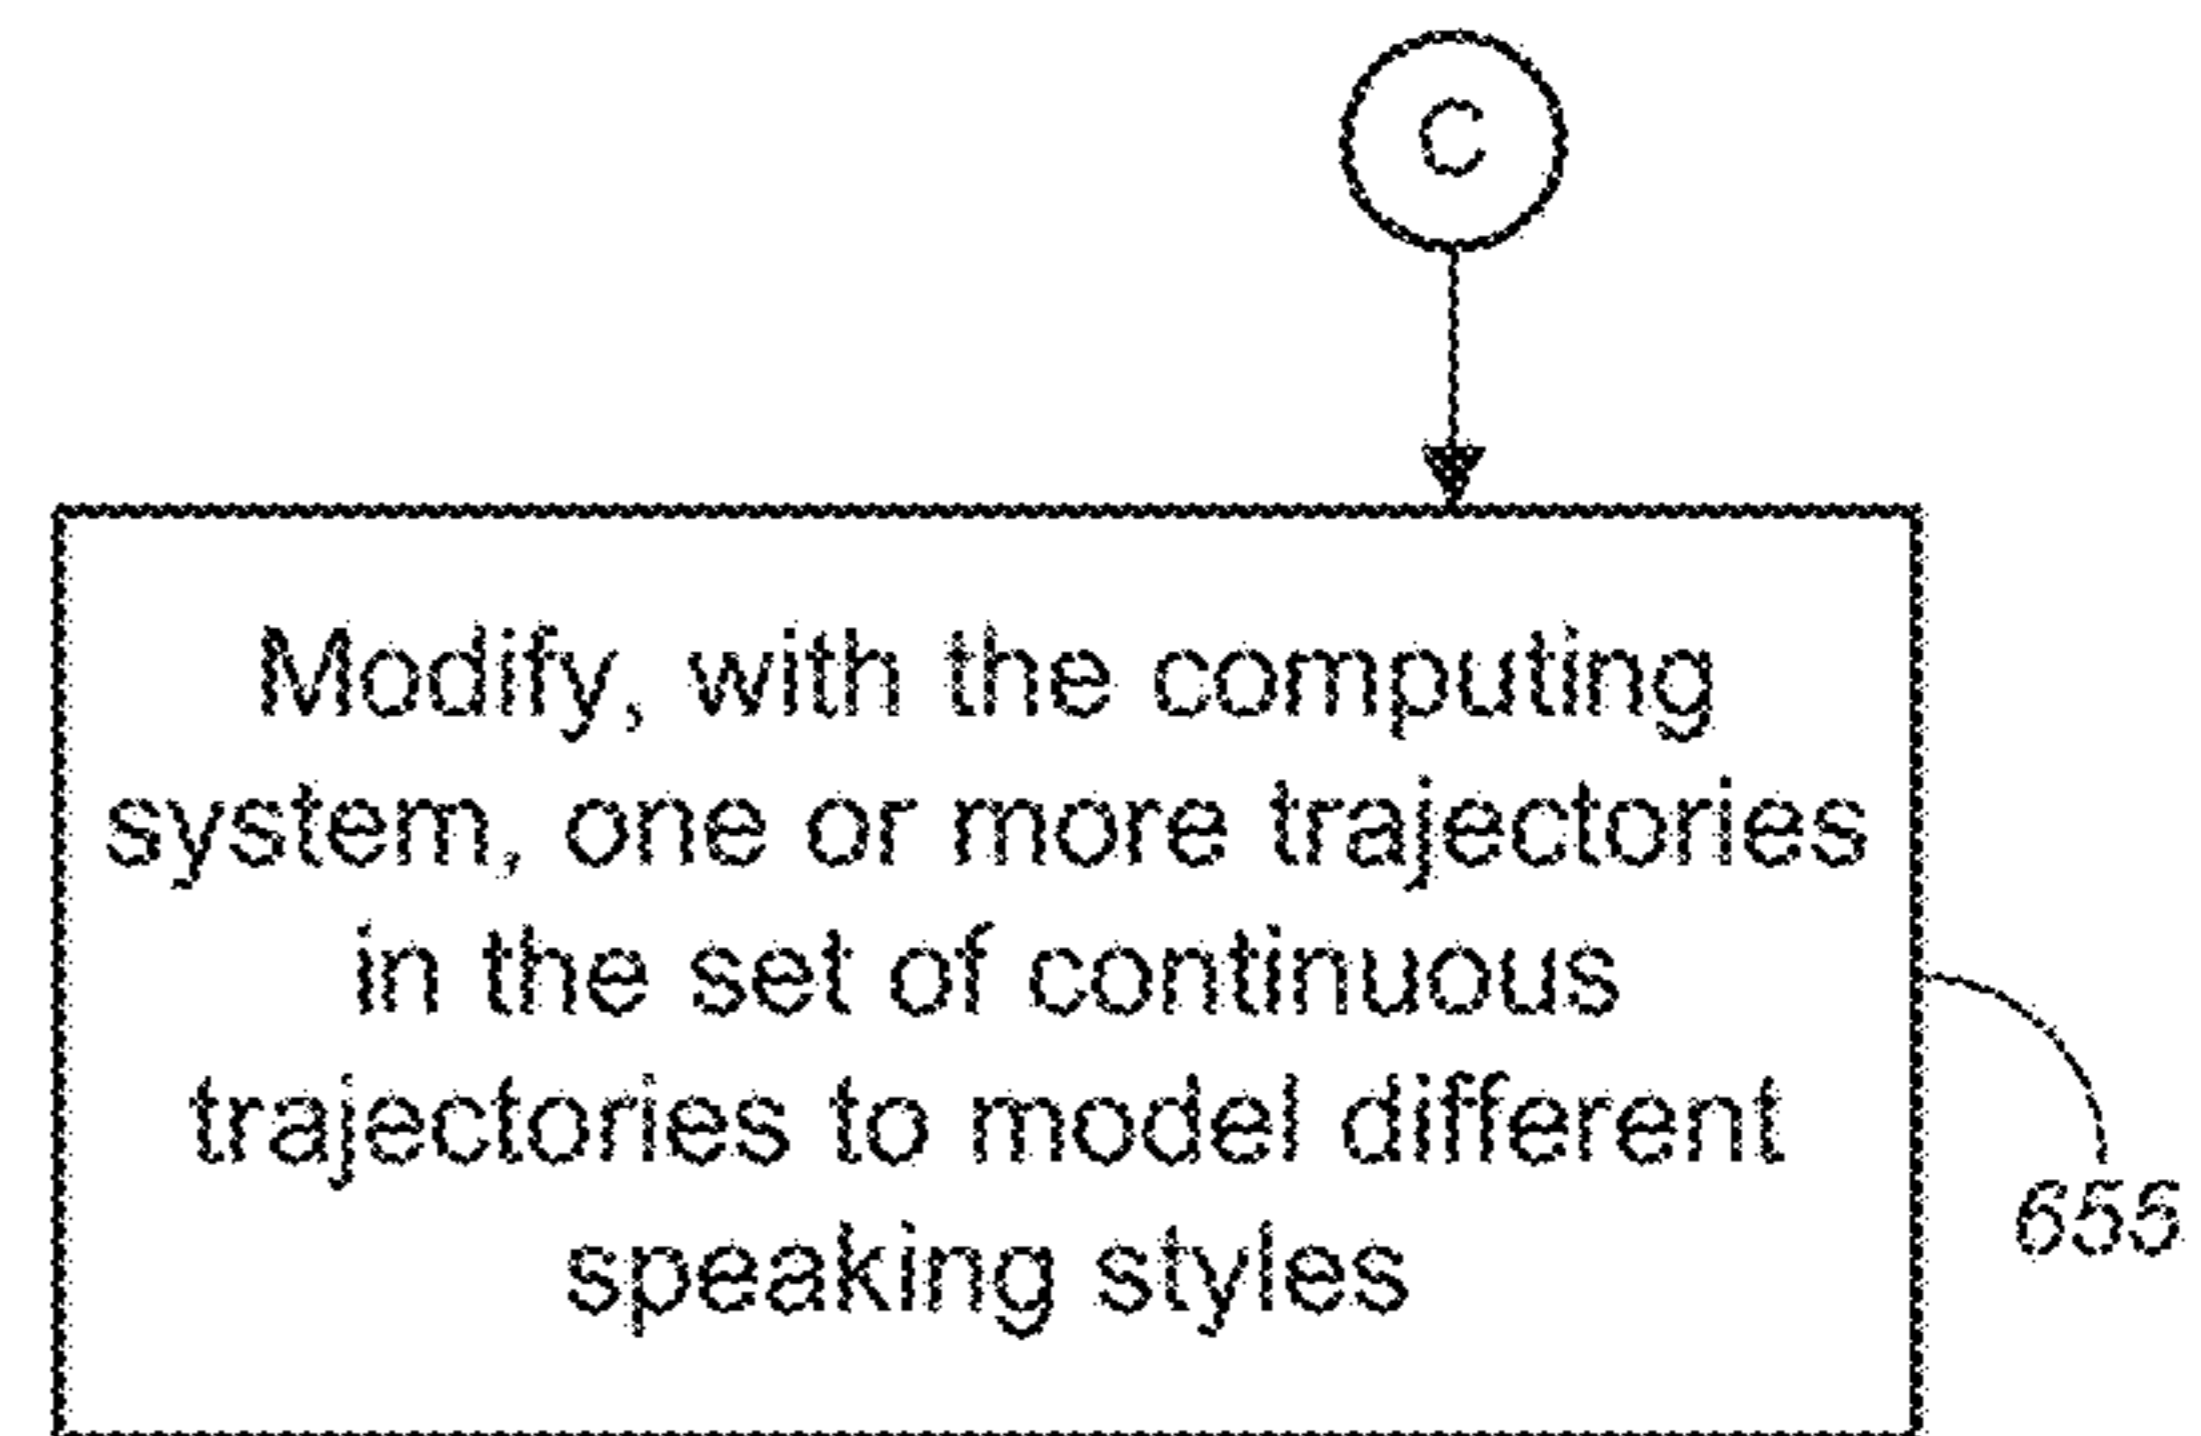 C
Modify, with the computing
system, one or more trajectories
in the set of continuous
trajectories to model different
speaking styles
655